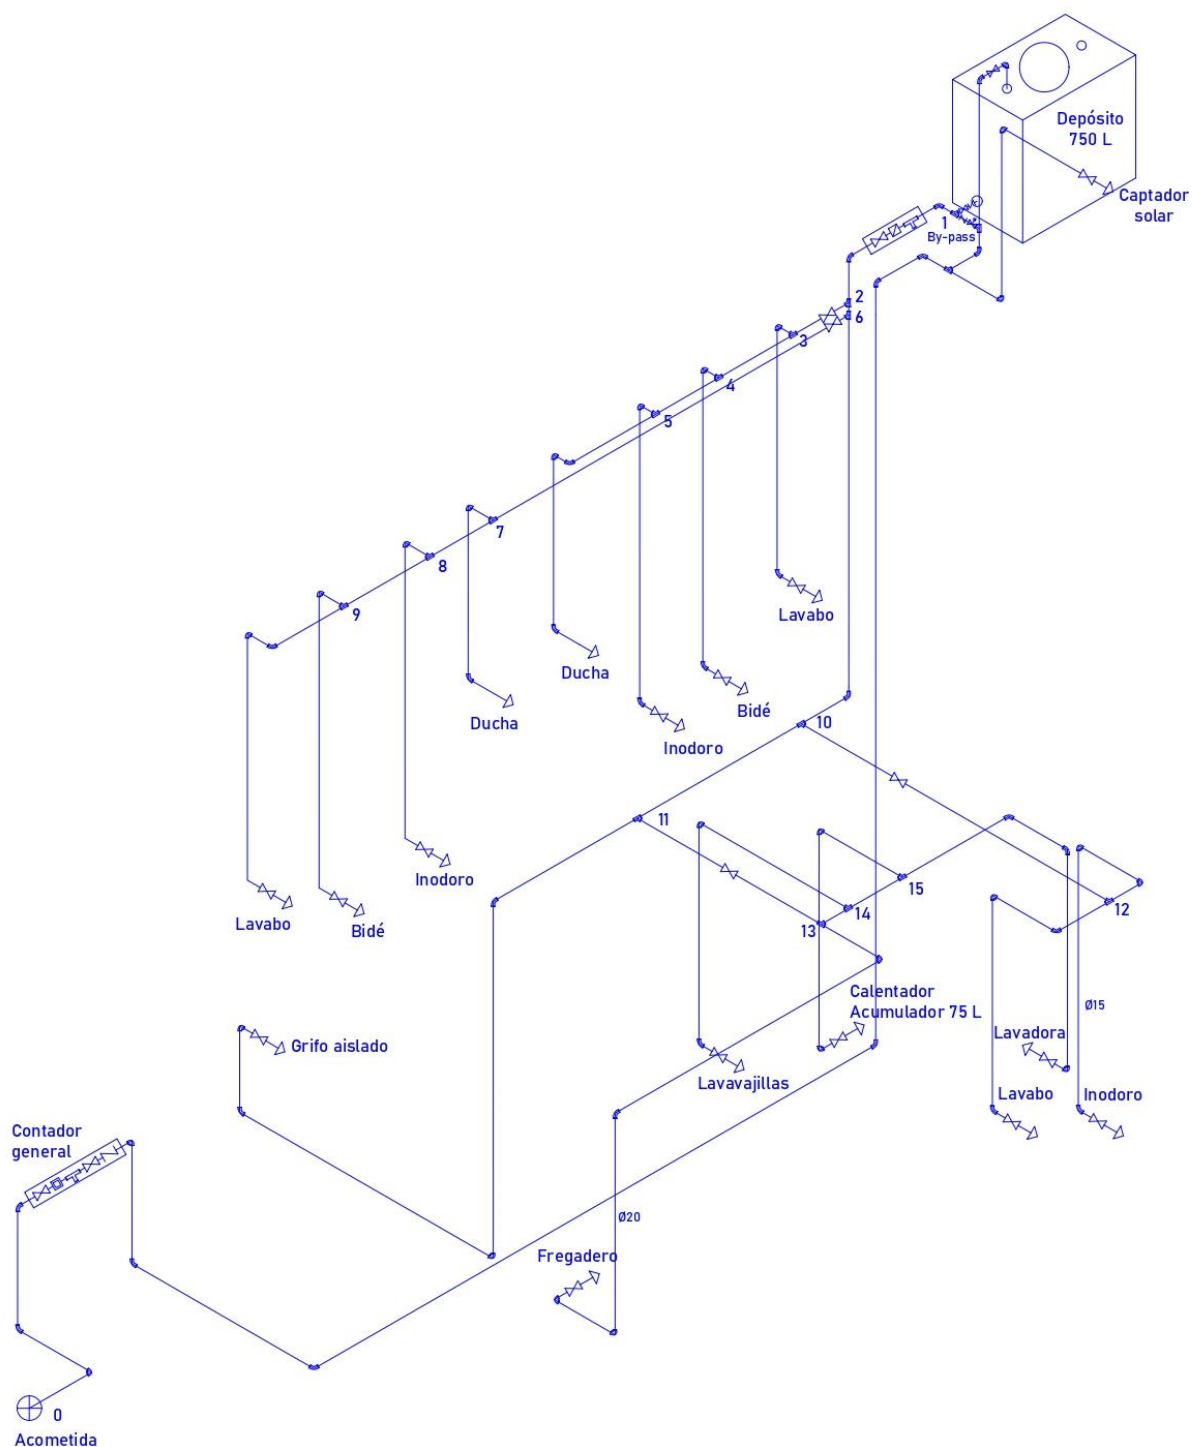 Depósito
750 L
Captador
solar
1
By-pass
2
6
3
4
5
7
8
9
Lavabo
Ducha
Bidé
Ducha
Inodoro
10
11
Inodoro
15
12
14
13
Lavabo
Bidé
Calentador
Acumulador 75 L
Ø15
Lavadora
Grifo aislado
Lavavajillas
Lavabo
Inodoro
Contador
general
Ø20
Fregadero
0
Acometida